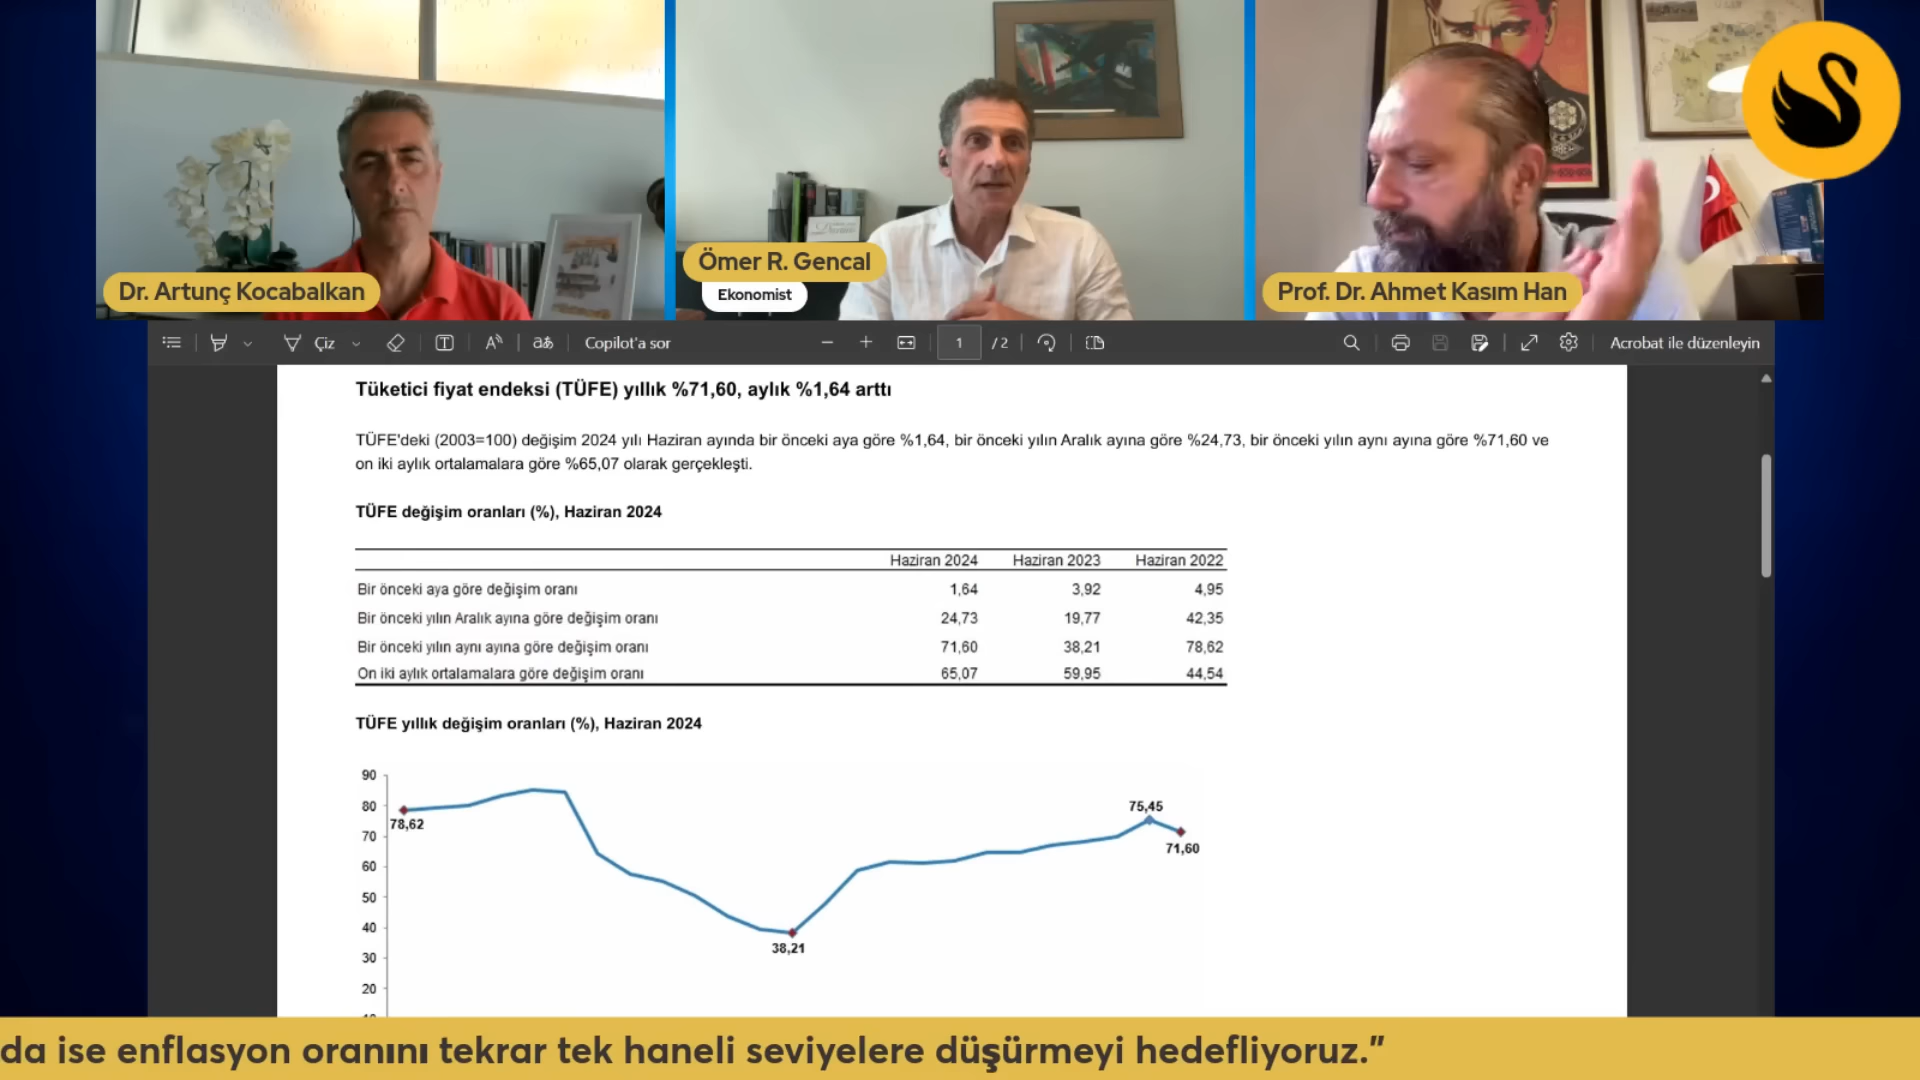 Dr. Artunç Kocabalkan
Ömer R. Gencal
Ekonomist
Prof. Dr. Ahmet Kasım Han
Çiz
Copilot'a sor
1 / 2
Acrobat ile düzenleyin
Tüketici fiyat endeksi (TÜFE) yıllık %71,60, aylık %1,64 arttı
TÜFE'deki (2003=100) değişim 2024 yılı Haziran ayında bir önceki aya göre %1,64, bir önceki yılın Aralık ayına göre %24,73, bir önceki yılın aynı ayına göre %71,60 ve
on iki aylık ortalamalara göre %65,07 olarak gerçekleşti.
TÜFE değişim oranları (%), Haziran 2024
Haziran 2024 Haziran 2023 Haziran 2022
Bir önceki aya göre değişim oranı 1,64 3,92 4,95
Bir önceki yılın Aralık ayına göre değişim oranı 24,73 19,77 42,35
Bir önceki yılın aynı ayına göre değişim oranı 71,60 38,21 78,62
On iki aylık ortalamalara göre değişim oranı 65,07 59,95 44,54
TÜFE yıllık değişim oranları (%), Haziran 2024
90
80
70
60
50
40
30
20
78,62
38,21
75,45
71,60
da ise enflasyon oranını tekrar tek haneli seviyelere düşürmeyi hedefliyoruz.”